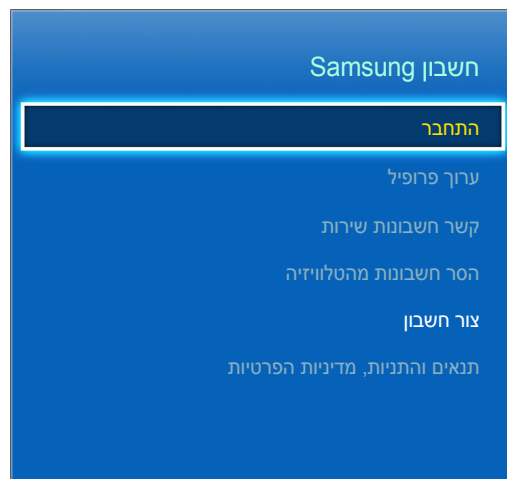 חשבון Samsung
התחבר
ערוך פרופיל
קשר חשבונות שירות
הסר חשבונות מהטלוויזיה
צור חשבון
תנאים והתניות, מדיניות הפרטיות